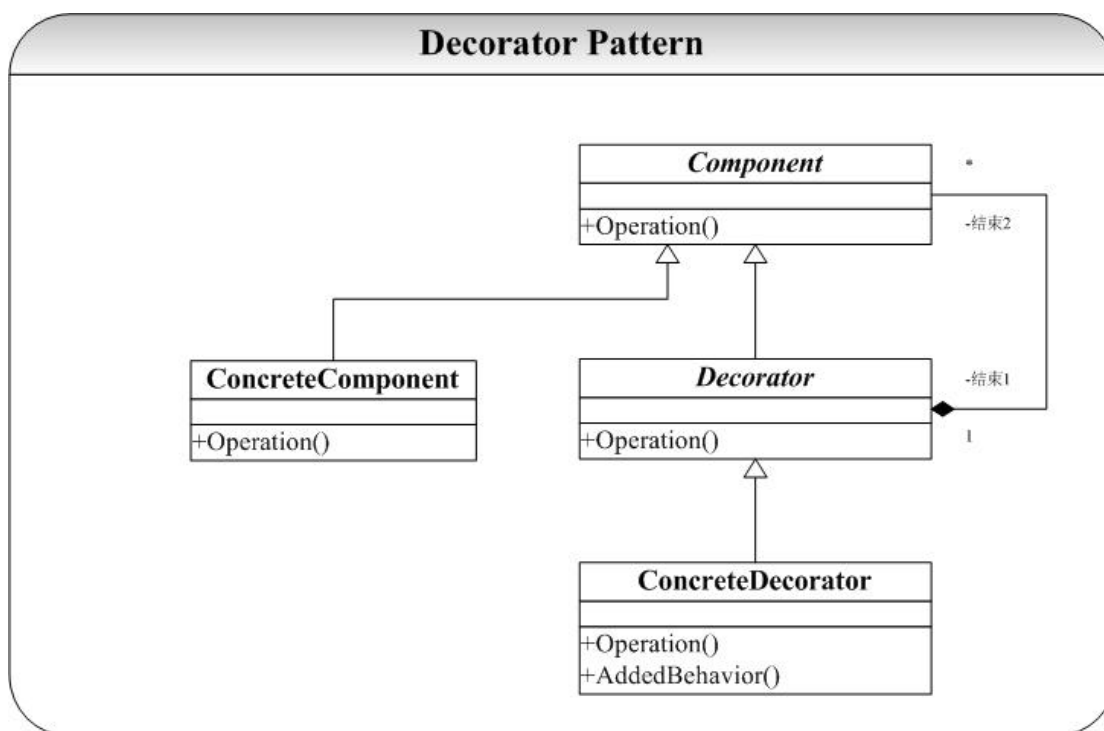 Decorator Pattern
Component
*
+Operation()
-结束2
ConcreteComponent
+Operation()
Decorator
-结束1
+Operation()
1
ConcreteDecorator
+Operation()
+AddedBehavior()